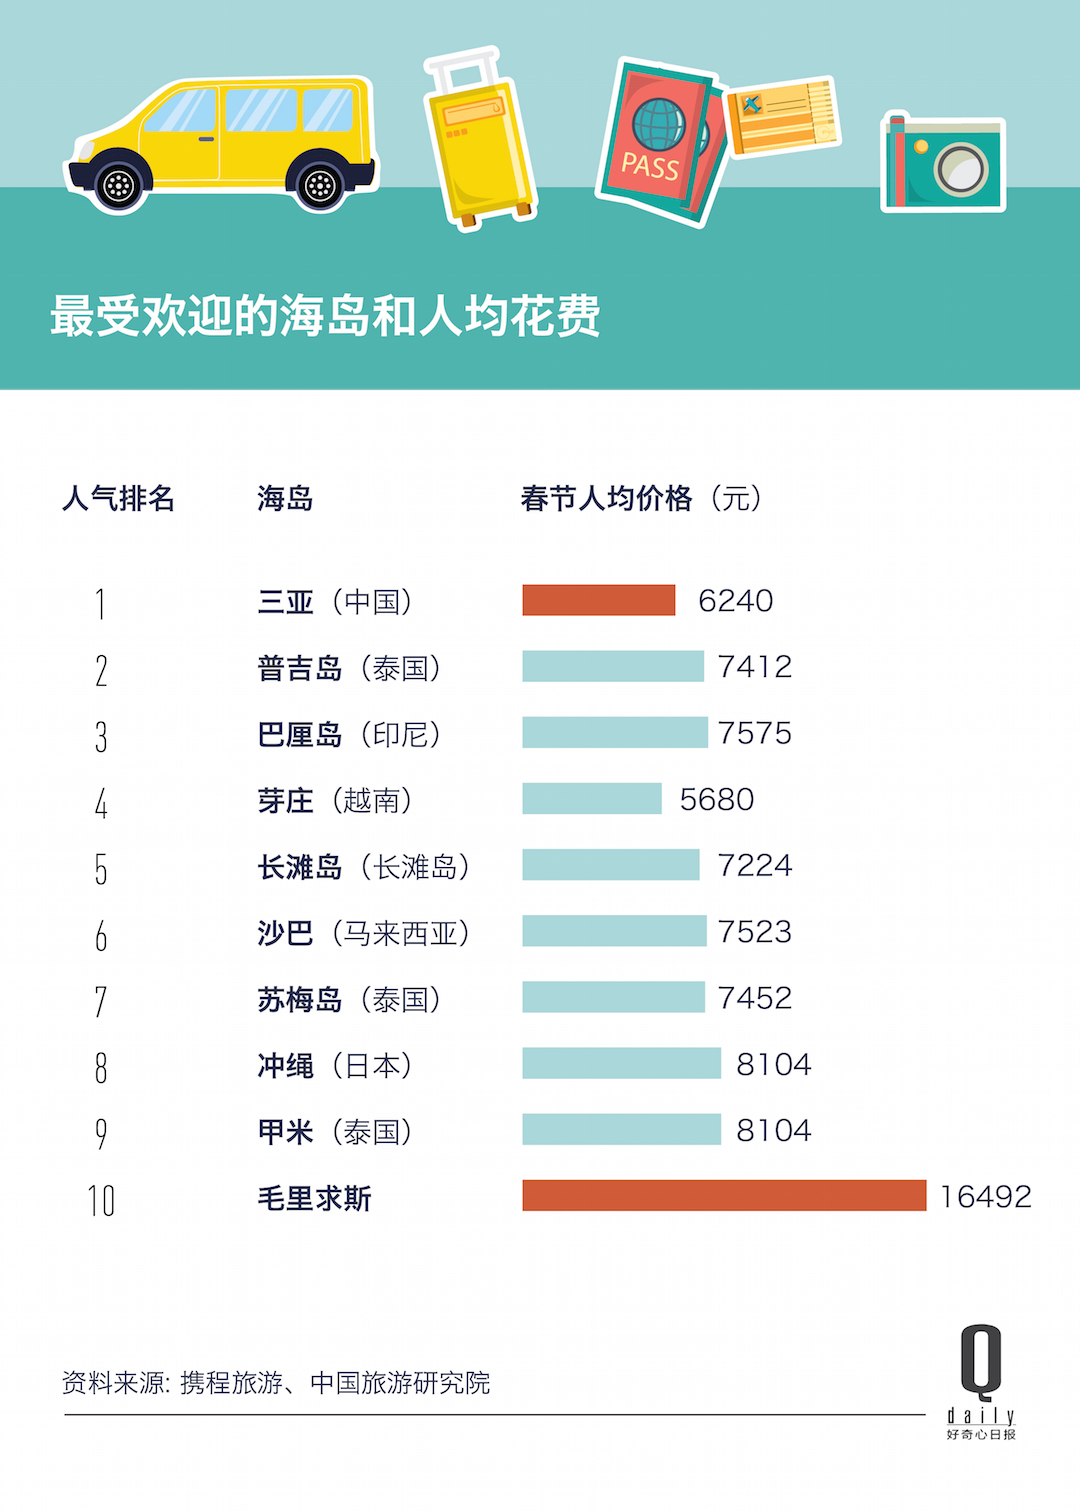 PASS
最受欢迎的海岛和人均花费
人气排名 海岛 春节人均价格（元）
1 三亚（中国） 6240
2 普吉岛（泰国） 7412
3 巴厘岛（印尼） 7575
4 芽庄（越南） 5680
5 长滩岛（长滩岛） 7224
6 沙巴（马来西亚） 7523
7 苏梅岛（泰国） 7452
8 冲绳（日本） 8104
9 甲米（泰国） 8104
10 毛里求斯 16492
资料来源: 携程旅游、中国旅游研究院
Q
daily
好奇心日报